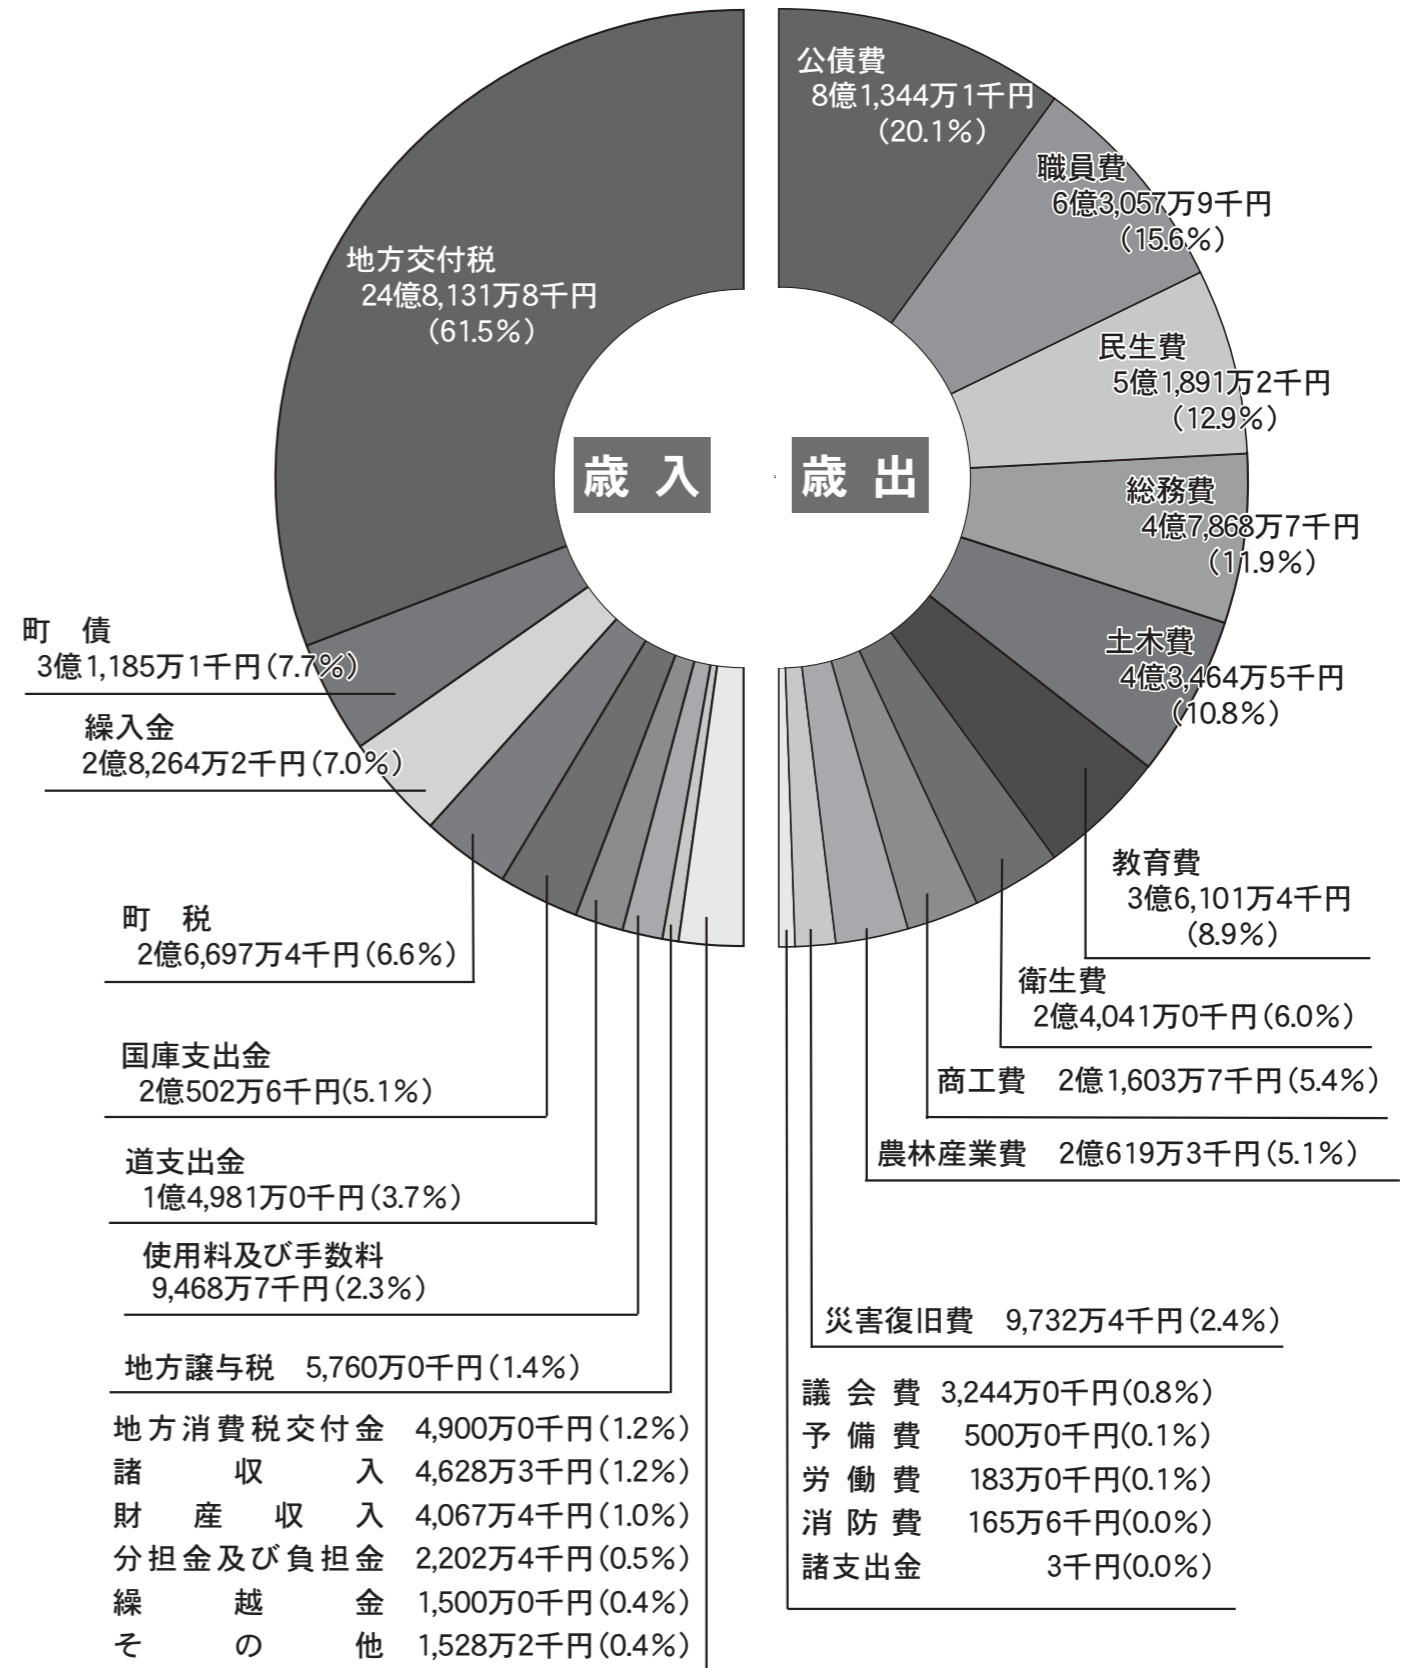 歳入
地方交付税
24億8,131万8千円
(61.5%)
町　債
3億1,185万1千円(7.7%)
繰入金
2億8,264万2千円(7.0%)
町　税
2億6,697万4千円(6.6%)
国庫支出金
2億502万6千円(5.1%)
道支出金
1億4,981万0千円(3.7%)
使用料及び手数料
9,468万7千円(2.3%)
地方譲与税　5,760万0千円(1.4%)
地方消費税交付金　4,900万0千円(1.2%)
諸収入　4,628万3千円(1.2%)
財産収入　4,067万4千円(1.0%)
分担金及び負担金　2,202万4千円(0.5%)
繰越金　1,500万0千円(0.4%)
その他　1,528万2千円(0.4%)
歳出
公債費
8億1,344万1千円
(20.1%)
職員費
6億3,057万9千円
(15.6%)
民生費
5億1,891万2千円
(12.9%)
総務費
4億7,868万7千円
(11.9%)
土木費
4億3,464万5千円
(10.8%)
教育費
3億6,101万4千円
(8.9%)
衛生費
2億4,041万0千円(6.0%)
商工費　2億1,603万7千円(5.4%)
農林産業費　2億619万3千円(5.1%)
災害復旧費　9,732万4千円(2.4%)
議会費　3,244万0千円(0.8%)
予備費　500万0千円(0.1%)
労働費　183万0千円(0.1%)
消防費　165万6千円(0.0%)
諸支出金　3千円(0.0%)